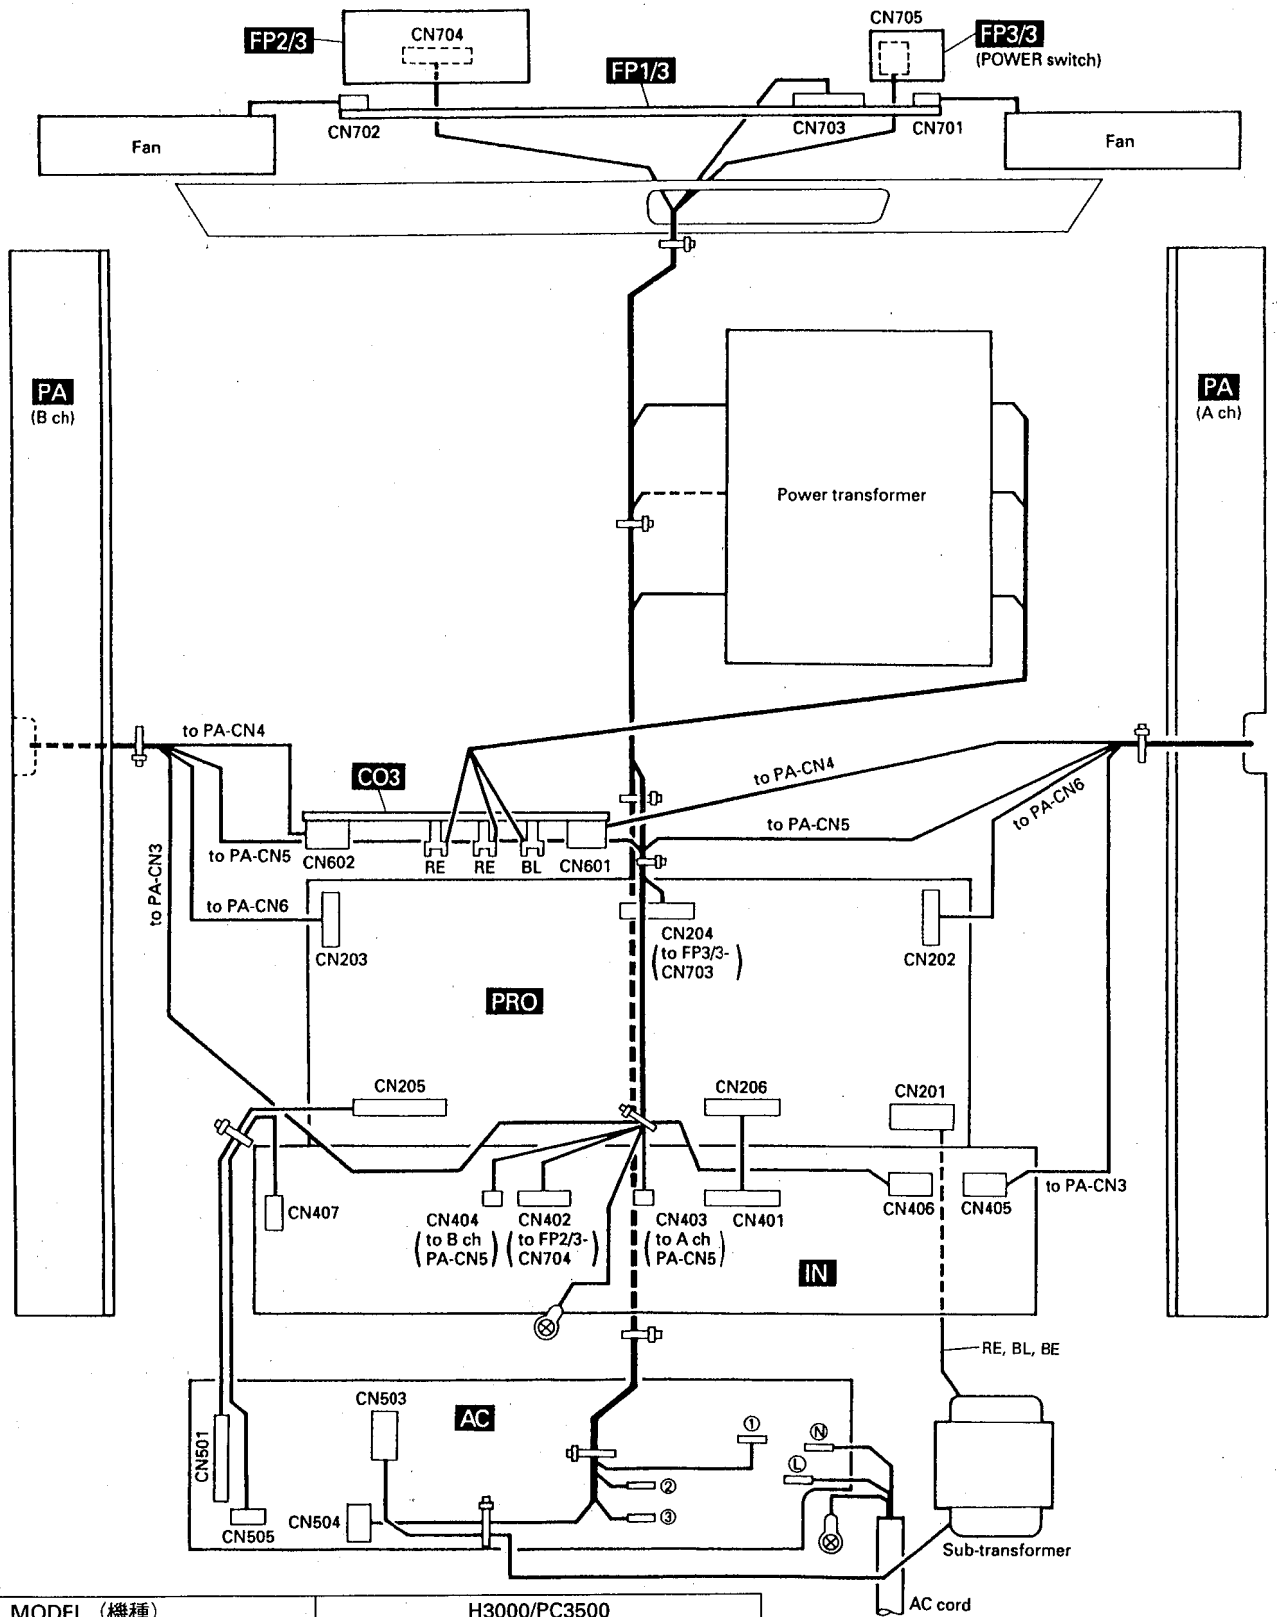 CN705
FP2/3
CN704
FP3/3
(POWER switch)
FP1/3
CN702
CN703
CN701
Fan
Fan
PA
(B ch)
PA
(A ch)
Power transformer
to PA-CN4
CO3
to PA-CN4
to PA-CN6
to PA-CN5
to PA-CN5
CN602
RE
RE
BL
CN601
to PA-CN3
to PA-CN6
CN203
CN204
(to FP3/3-
CN703)
CN202
PRO
CN205
CN206
CN201
CN407
CN404
(to B ch
PA-CN5)
CN402
(to FP2/3-
CN704)
CN403
(to A ch
PA-CN5)
CN401
CN406
CN405
to PA-CN3
IN
RE, BL, BE
CN503
AC
①
Ⓝ
Ⓛ
②
③
CN501
CN505
CN504
Sub-transformer
AC cord
MODEL (機種)
H3000/PC3500